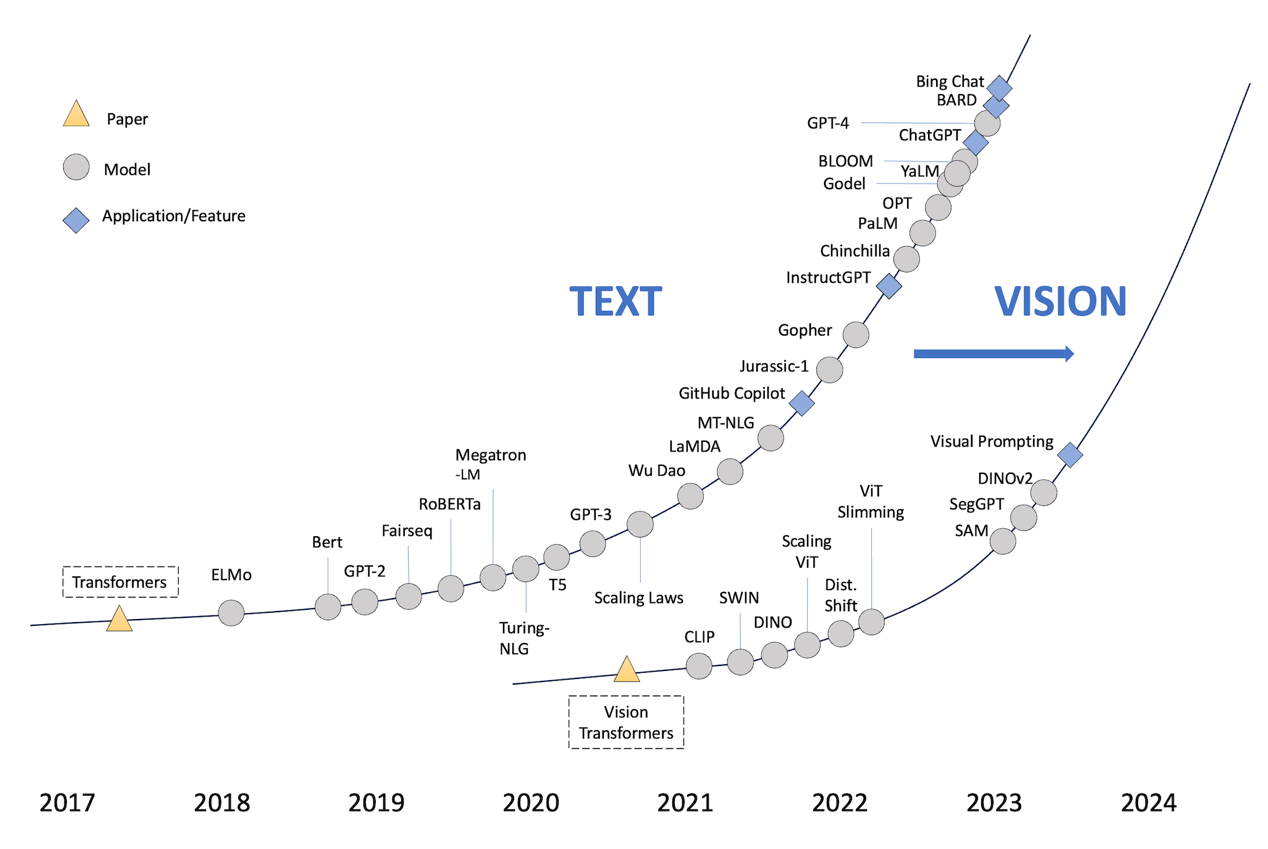 Paper
Model
Application/Feature
Bing Chat
BARD
GPT-4
ChatGPT
BLOOM
YaLM
Godel
OPT
PaLM
Chinchilla
InstructGPT
TEXT
VISION
Gopher
Jurassic-1
GitHub Copilot
MT-NLG
LaMDA
Wu Dao
Visual Prompting
Megatron
-LM
DINOv2
RoBERTa
SegGPT
ViT
Slimming
GPT-3
Fairseq
SAM
Bert
Scaling
ViT
GPT-2
ELMo
Transformers
T5
Dist.
Shift
Scaling Laws
SWIN
DINO
Turing-
NLG
CLIP
Vision
Transformers
2017
2018
2019
2020
2021
2022
2023
2024